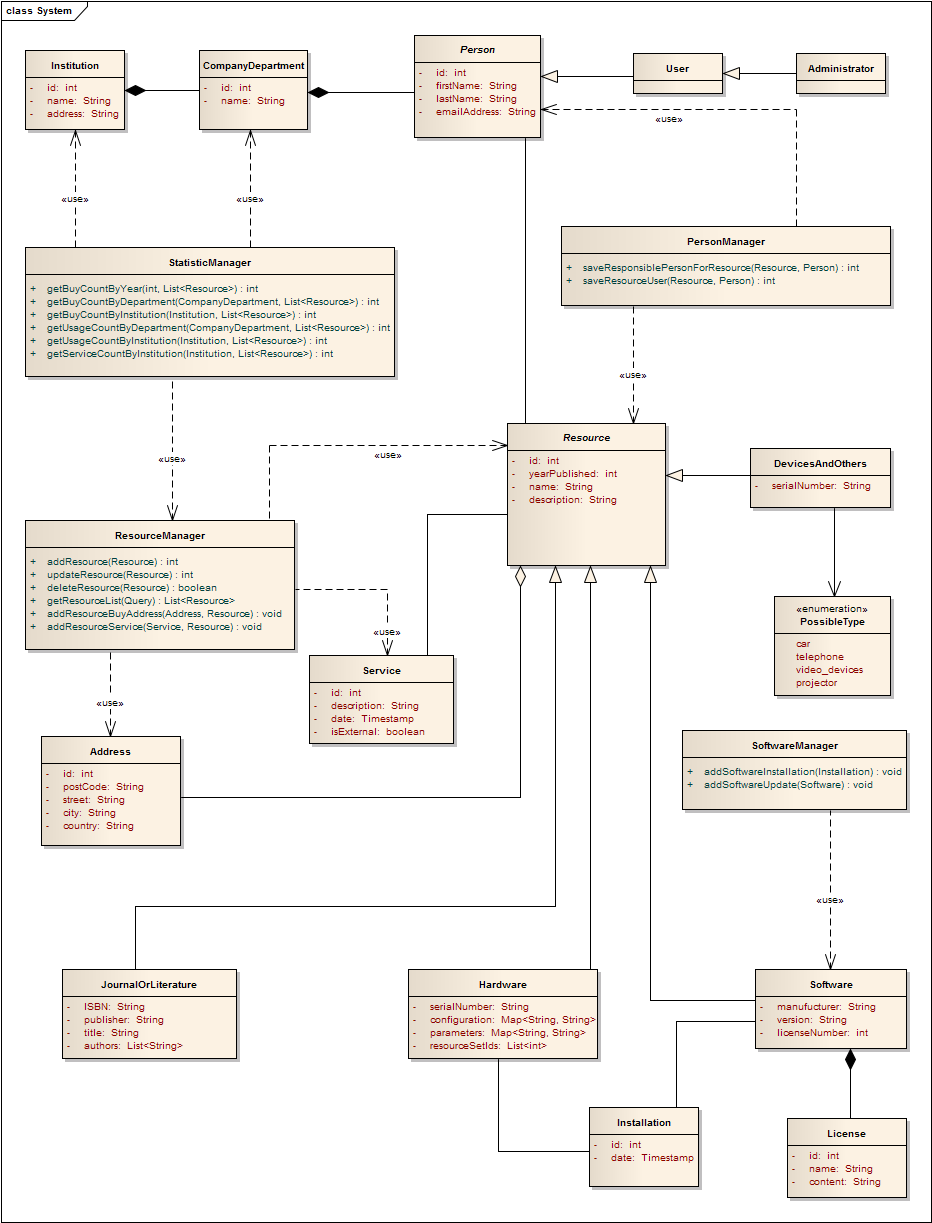 class System
Institution
- id: int
- name: String
- address: String
CompanyDepartment
- id: int
- name: String
Person
- id: int
- firstName: String
- lastName: String
- emailAddress: String
User
Administrator
«use»
«use»
«use»
StatisticManager
+ getBuyCountByYear(int, List<Resource>) : int
+ getBuyCountByDepartment(CompanyDepartment, List<Resource>) : int
+ getBuyCountByInstitution(Institution, List<Resource>) : int
+ getUsageCountByDepartment(CompanyDepartment, List<Resource>) : int
+ getUsageCountByInstitution(Institution, List<Resource>) : int
+ getServiceCountByInstitution(Institution, List<Resource>) : int
PersonManager
+ saveResponsiblePersonForResource(Resource, Person) : int
+ saveResourceUser(Resource, Person) : int
«use»
«use»
«use»
Resource
- id: int
- yearPublished: int
- name: String
- description: String
DevicesAndOthers
- serialNumber: String
ResourceManager
+ addResource(Resource) : int
+ updateResource(Resource) : int
+ deleteResource(Resource) : boolean
+ getResourceList(Query) : List<Resource>
+ addResourceBuyAddress(Address, Resource) : void
+ addResourceService(Service, Resource) : void
«use»
«use»
«enumeration»
PossibleType
car
telephone
video_devices
projector
Service
- id: int
- description: String
- date: Timestamp
- isExternal: boolean
Address
- id: int
- postCode: String
- street: String
- city: String
- country: String
SoftwareManager
+ addSoftwareInstallation(Installation) : void
+ addSoftwareUpdate(Software) : void
«use»
JournalOrLiterature
- ISBN: String
- publisher: String
- title: String
- authors: List<String>
Hardware
- serialNumber: String
- configuration: Map<String, String>
- parameters: Map<String, String>
- resourceSetIds: List<int>
Software
- manufucturer: String
- version: String
- licenseNumber: int
Installation
- id: int
- date: Timestamp
License
- id: int
- name: String
- content: String